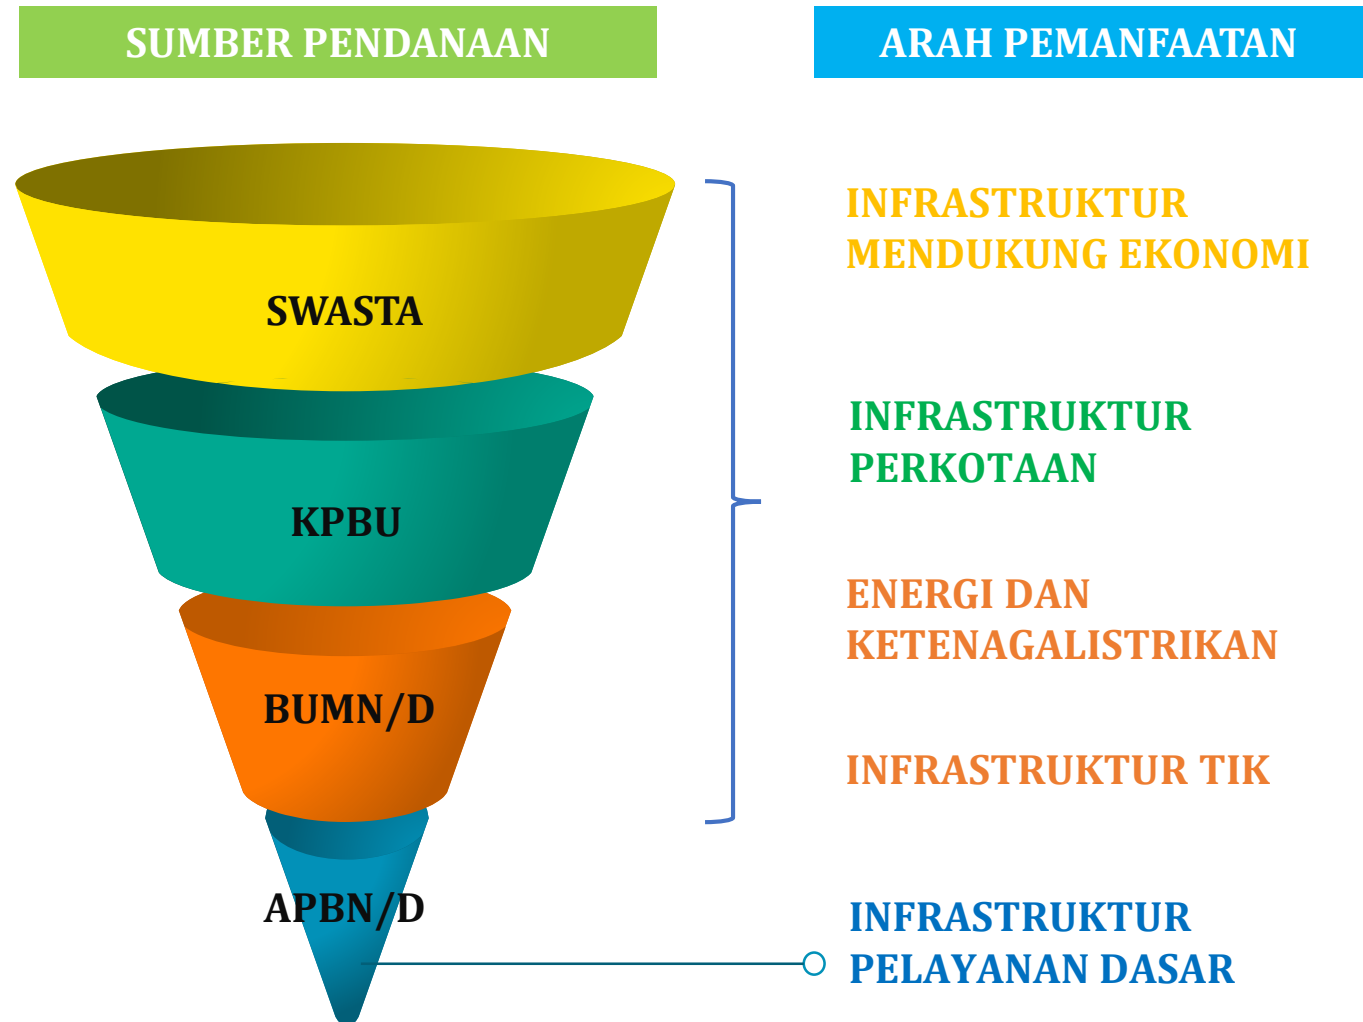 SUMBER PENDANAAN
SWASTA
KPBU
BUMN/D
APBN/D
ARAH PEMANFAATAN
INFRASTRUKTUR
MENDUKUNG EKONOMI
INFRASTRUKTUR
PERKOTAAN
ENERGI DAN
KETENAGALISTRIKAN
INFRASTRUKTUR TIK
INFRASTRUKTUR
PELAYANAN DASAR